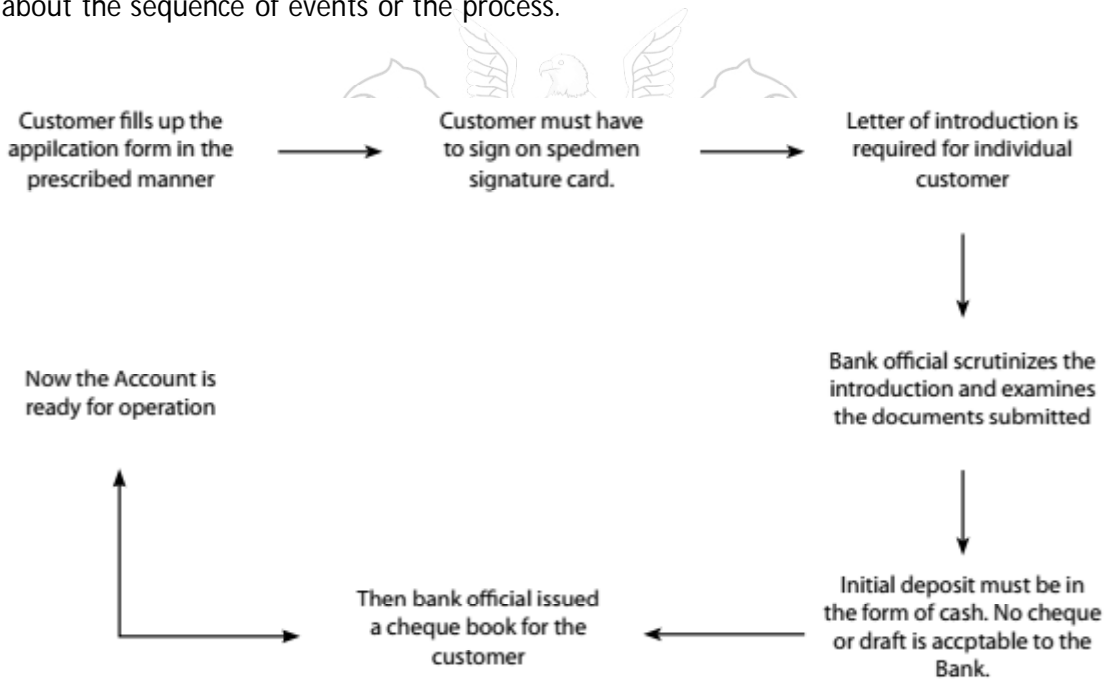 about the sequence of events or the process.
Customer fills up the
appilcation form in the
prescribed manner
Customer must have
to sign on spedmen
signature card.
Letter of introduction is
required for individual
customer
Bank official scrutinizes the
introduction and examines
the documents submitted
Initial deposit must be in
the form of cash. No cheque
or draft is accptable to the
Bank.
Then bank official issued
a cheque book for the
customer
Now the Account is
ready for operation